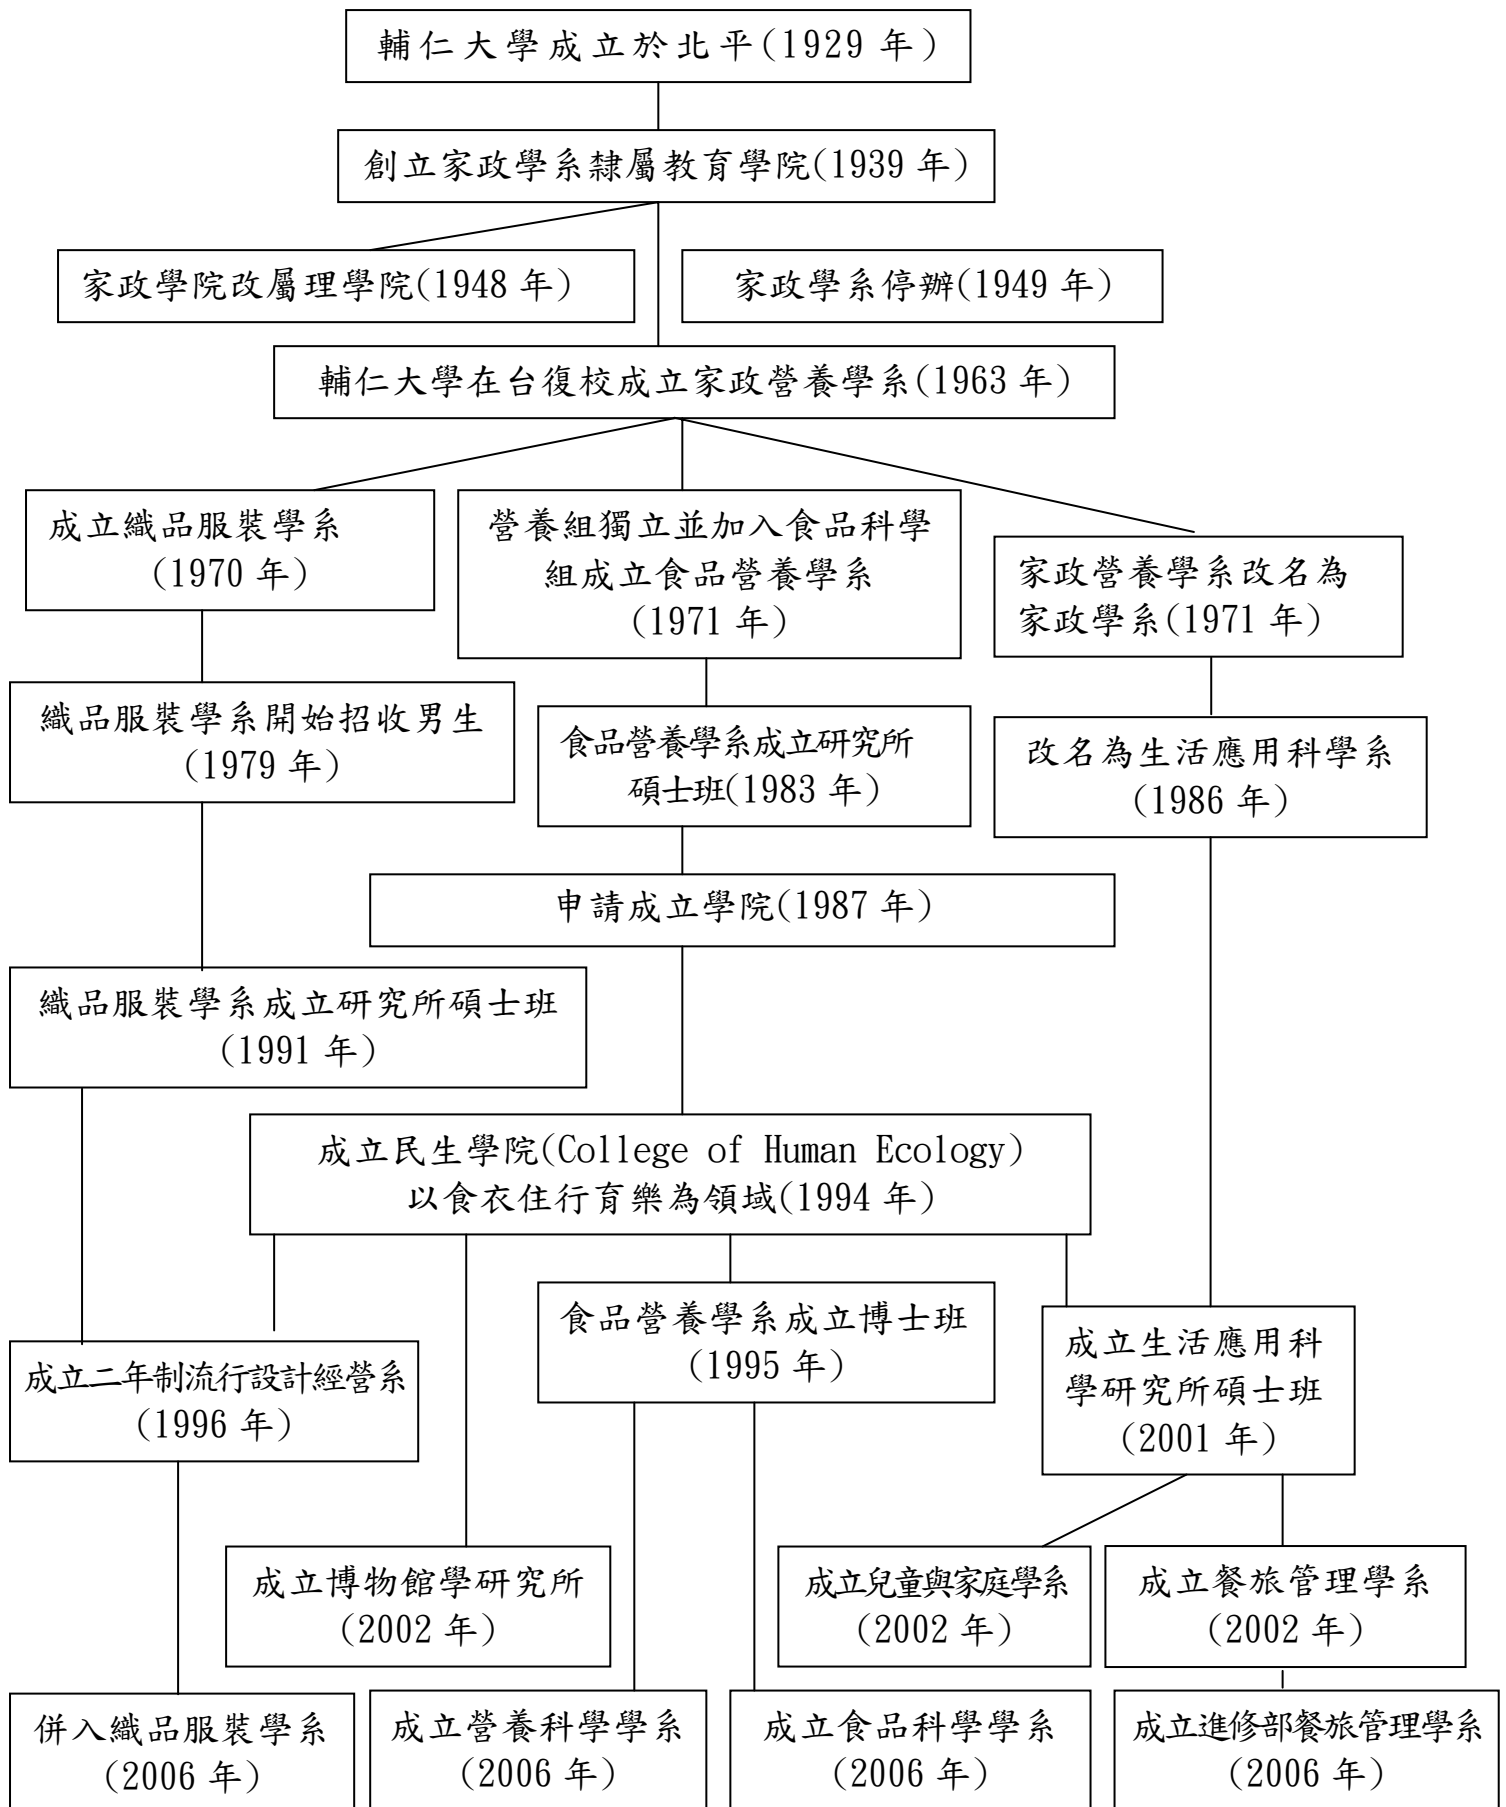 輔仁大學成立於北平(1929 年)
創立家政學系隸屬教育學院(1939 年)
家政學院改屬理學院(1948 年)
家政學系停辦(1949 年)
輔仁大學在台復校成立家政營養學系(1963 年)
成立織品服裝學系
(1970 年)
營養組獨立並加入食品科學
組成立食品營養學系
(1971 年)
家政營養學系改名為
家政學系(1971 年)
織品服裝學系開始招收男生
(1979 年)
食品營養學系成立研究所
碩士班(1983 年)
改名為生活應用科學系
(1986 年)
申請成立學院(1987 年)
織品服裝學系成立研究所碩士班
(1991 年)
成立民生學院(College of Human Ecology)
以食衣住行育樂為領域(1994 年)
食品營養學系成立博士班
(1995 年)
成立生活應用科
學研究所碩士班
(2001 年)
成立二年制流行設計經營系
(1996 年)
成立博物館學研究所
(2002 年)
成立兒童與家庭學系
(2002 年)
成立餐旅管理學系
(2002 年)
併入織品服裝學系
(2006 年)
成立營養科學學系
(2006 年)
成立食品科學學系
(2006 年)
成立進修部餐旅管理學系
(2006 年)